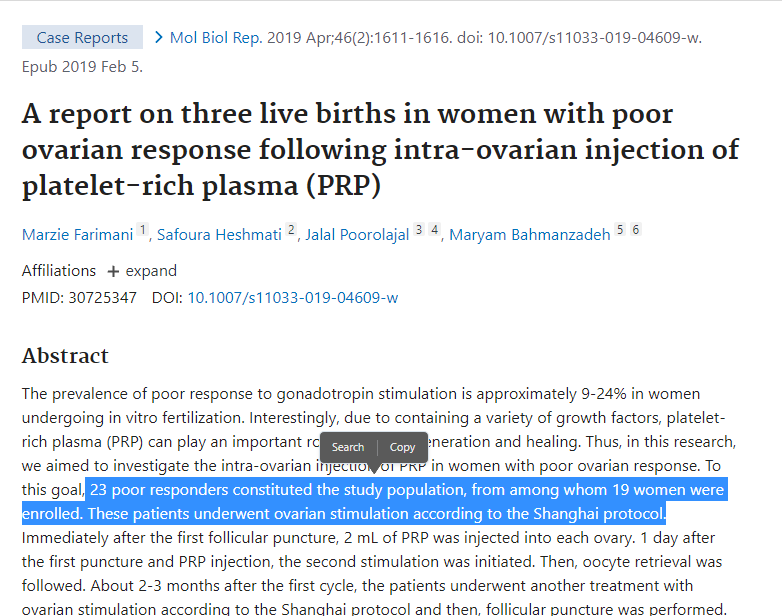 Case Reports > Mol Biol Rep. 2019 Apr;46(2):1611-1616. doi: 10.1007/s11033-019-04609-w.
Epub 2019 Feb 5.
A report on three live births in women with poor
ovarian response following intra-ovarian injection of
platelet-rich plasma (PRP)
Marzie Farimani 1, Safoura Heshmati 2, Jalal Poorolajal 3 4, Maryam Bahmanzadeh 5 6
Affiliations + expand
PMID: 30725347 DOI: 10.1007/s11033-019-04609-w
Abstract
The prevalence of poor response to gonadotropin stimulation is approximately 9-24% in women
undergoing in vitro fertilization. Interestingly, due to containing a variety of growth factors, platelet-
rich plasma (PRP) can play an important eneration and healing. Thus, in this research,
Search Copy
we aimed to investigate the intra-ovarian injection of PRP in women with poor ovarian response. To
this goal, 23 poor responders constituted the study population, from among whom 19 women were
enrolled. These patients underwent ovarian stimulation according to the Shanghai protocol.
Immediately after the first follicular puncture, 2 mL of PRP was injected into each ovary. 1 day after
the first puncture and PRP injection, the second stimulation was initiated. Then, oocyte retrieval was
followed. About 2-3 months after the first cycle, the patients underwent another treatment with
ovarian stimulation according to the Shanghai protocol and then, follicular puncture was performed.